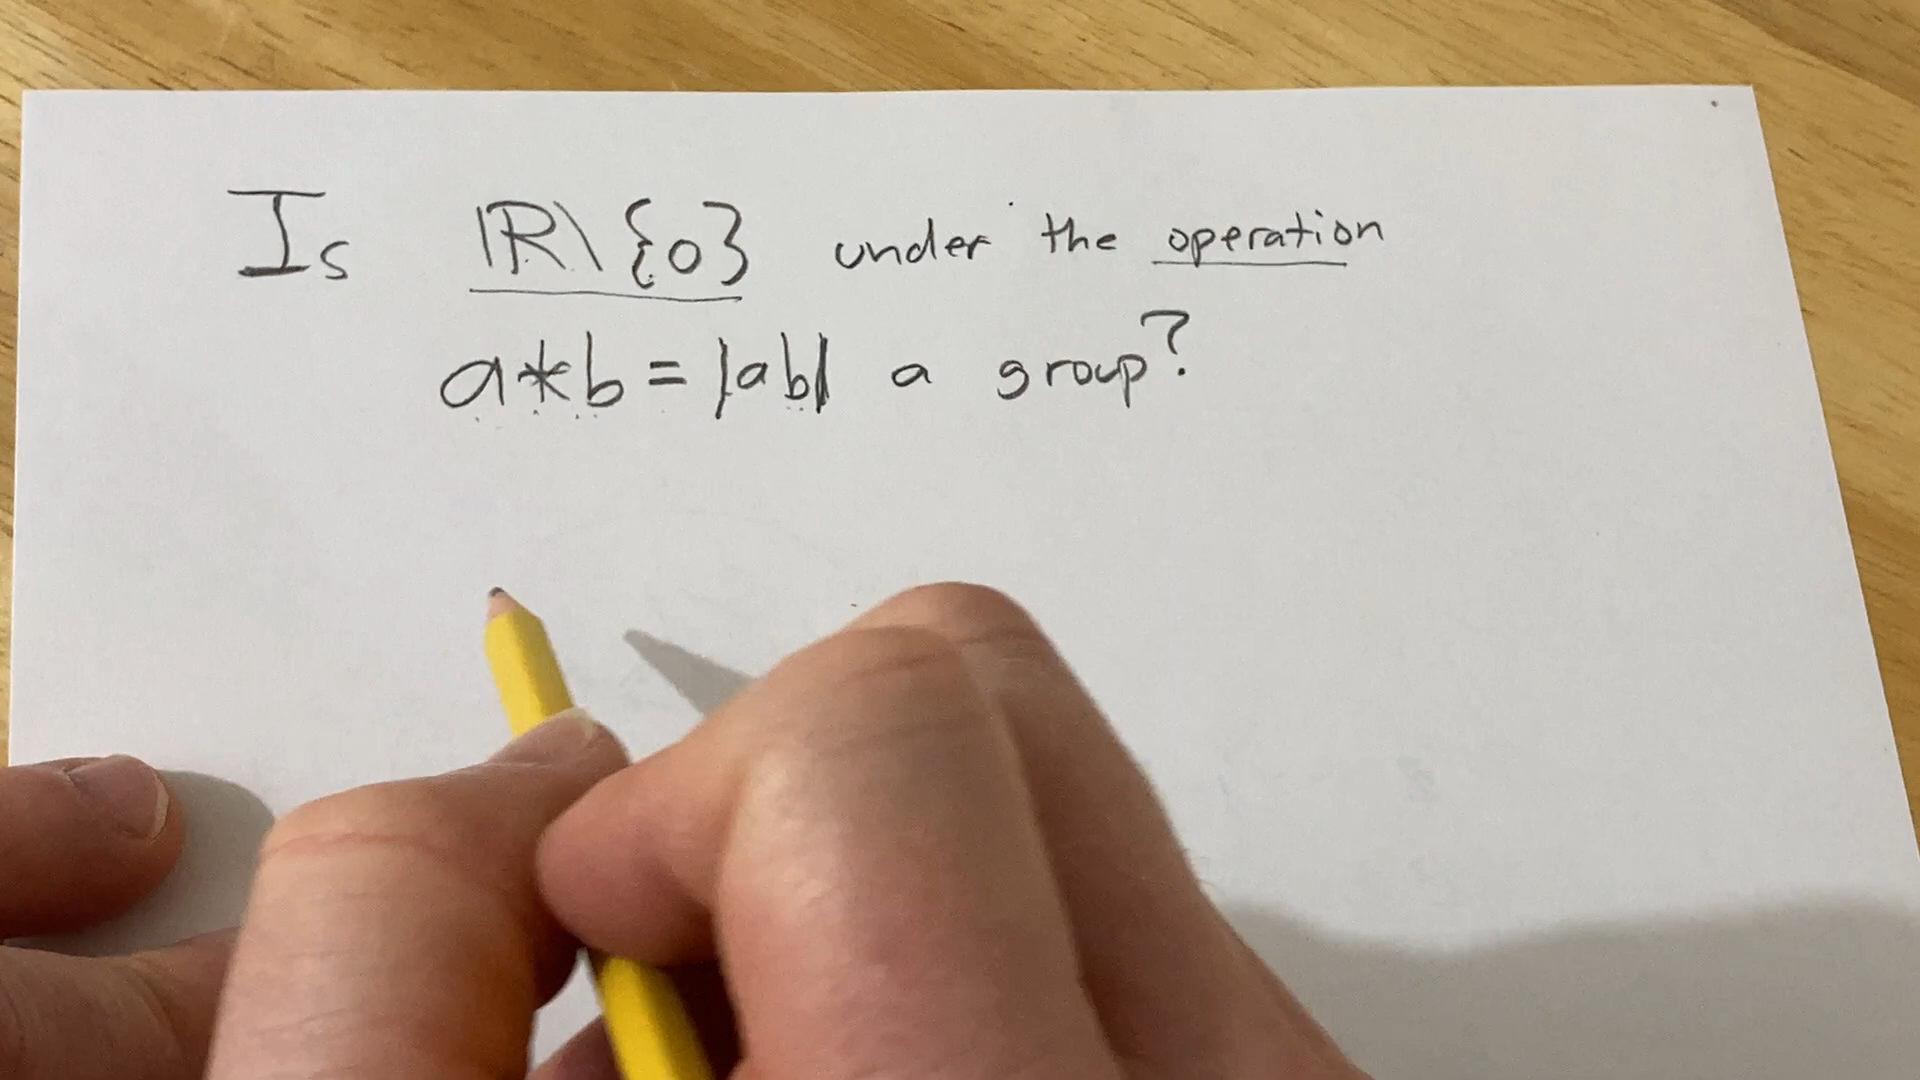 Is ℝ\{0} under the operation
a*b = |ab| a group?